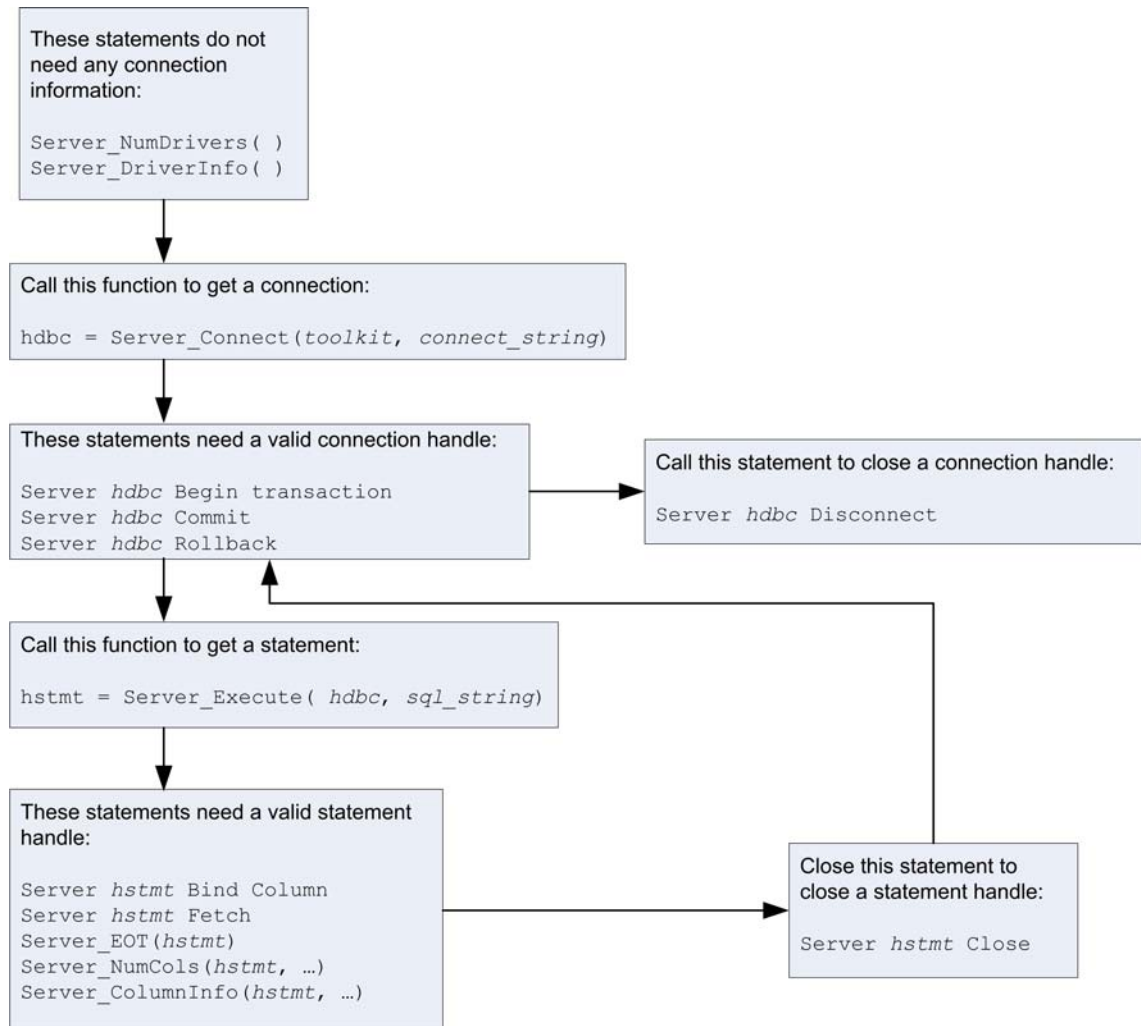 These statements do not
need any connection
information:
Server_NumDrivers( )
Server_DriverInfo( )
Call this function to get a connection:
hdbc = Server_Connect(toolkit, connect_string)
These statements need a valid connection handle:
Server hdbc Begin transaction
Server hdbc Commit
Server hdbc Rollback
Call this statement to close a connection handle:
Server hdbc Disconnect
Call this function to get a statement:
hstmt = Server_Execute( hdbc, sql_string)
These statements need a valid statement
handle:
Server hstmt Bind Column
Server hstmt Fetch
Server_EOT(hstmt)
Server_NumCols(hstmt, …)
Server_ColumnInfo(hstmt, …)
Close this statement to
close a statement handle:
Server hstmt Close